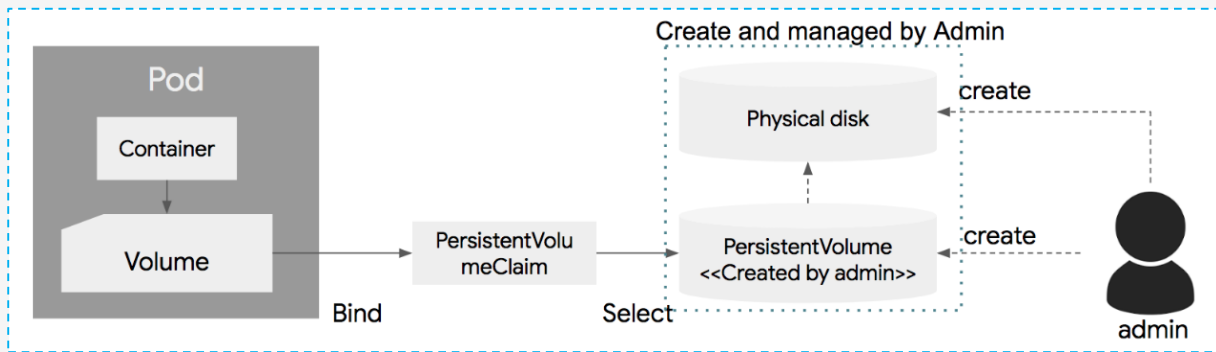 Create and managed by Admin
Pod
Container
Volume
Bind
PersistentVolu
meClaim
Select
Physical disk
PersistentVolume
<<Created by admin>>
create
create
admin